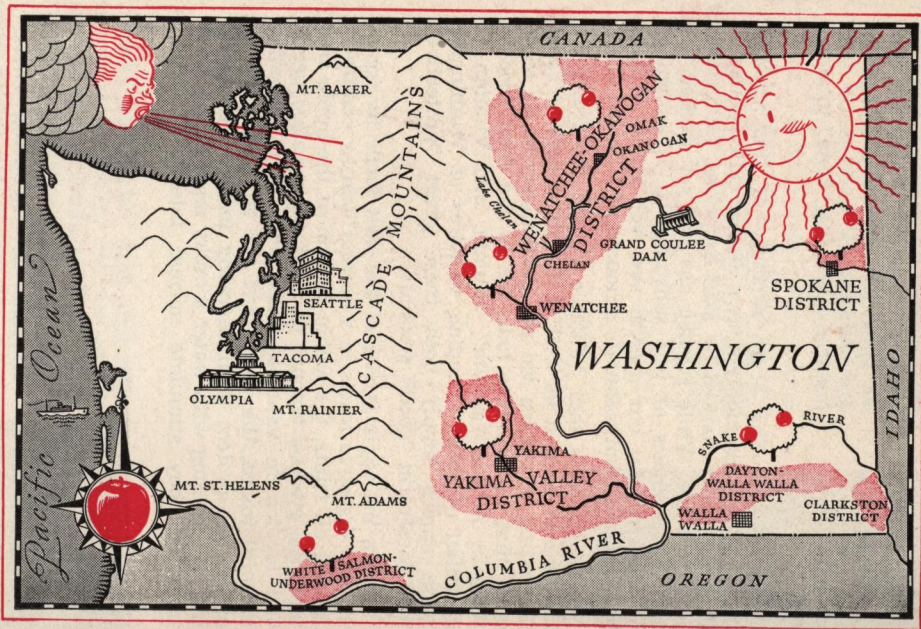 CANADA
MT. BAKER
CASCADE MOUNTAINS
WENATCHEE-OKANOGAN
DISTRICT
OMAK
OKANOGAN
Lake Chelan
CHELAN
GRAND COULEE
DAM
SPOKANE
DISTRICT
SEATTLE
WENATCHEE
TACOMA
WASHINGTON
OLYMPIA
MT. RAINIER
IDAHO
Pacific Ocean
SNAKE RIVER
YAKIMA
YAKIMA VALLEY
DISTRICT
DAYTON-
WALLA WALLA
DISTRICT
MT. ST. HELENS
MT. ADAMS
WALLA
WALLA
CLARKSTON
DISTRICT
WHITE SALMON-
UNDERWOOD DISTRICT
COLUMBIA RIVER
OREGON